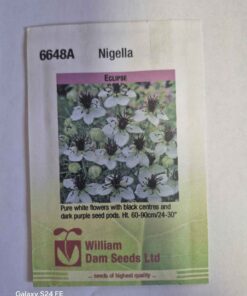 6648A Nigella
ECLIPSE
Pure white flowers with black centres and
dark purple seed pods. Ht. 60-90cm/24-30"
William
Dam Seeds Ltd
... seeds of highest quality ...
Galaxy S24 FE